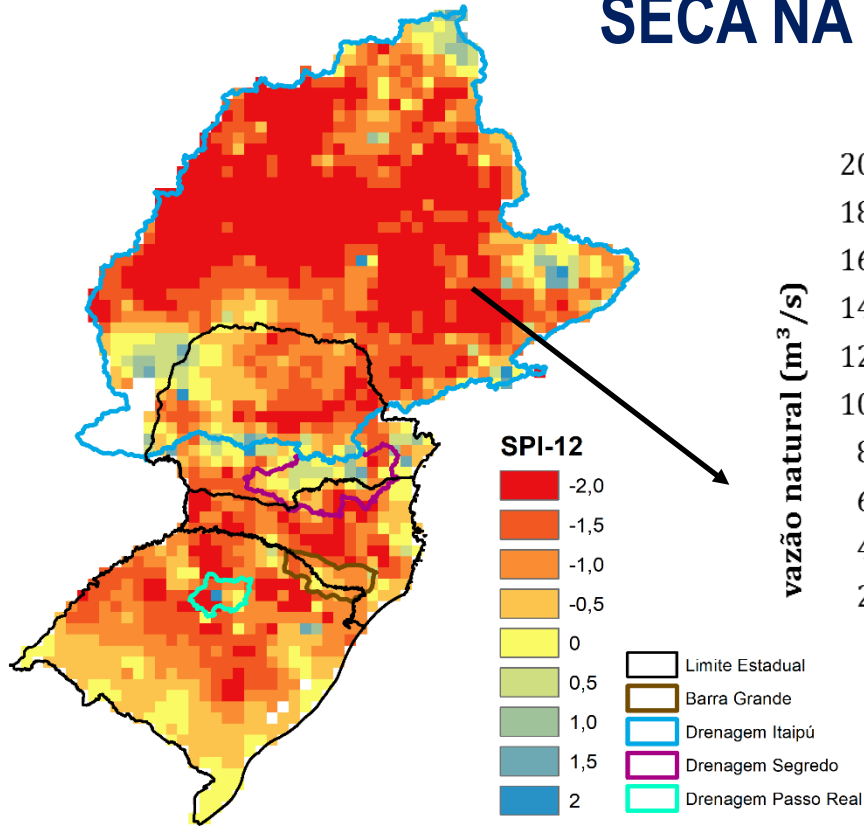 SECA NA
vazão natural (m³/s)
SPI-12
-2,0
-1,5
-1,0
-0,5
0
0,5
1,0
1,5
2
Limite Estadual
Barra Grande
Drenagem Itaipú
Drenagem Segredo
Drenagem Passo Real